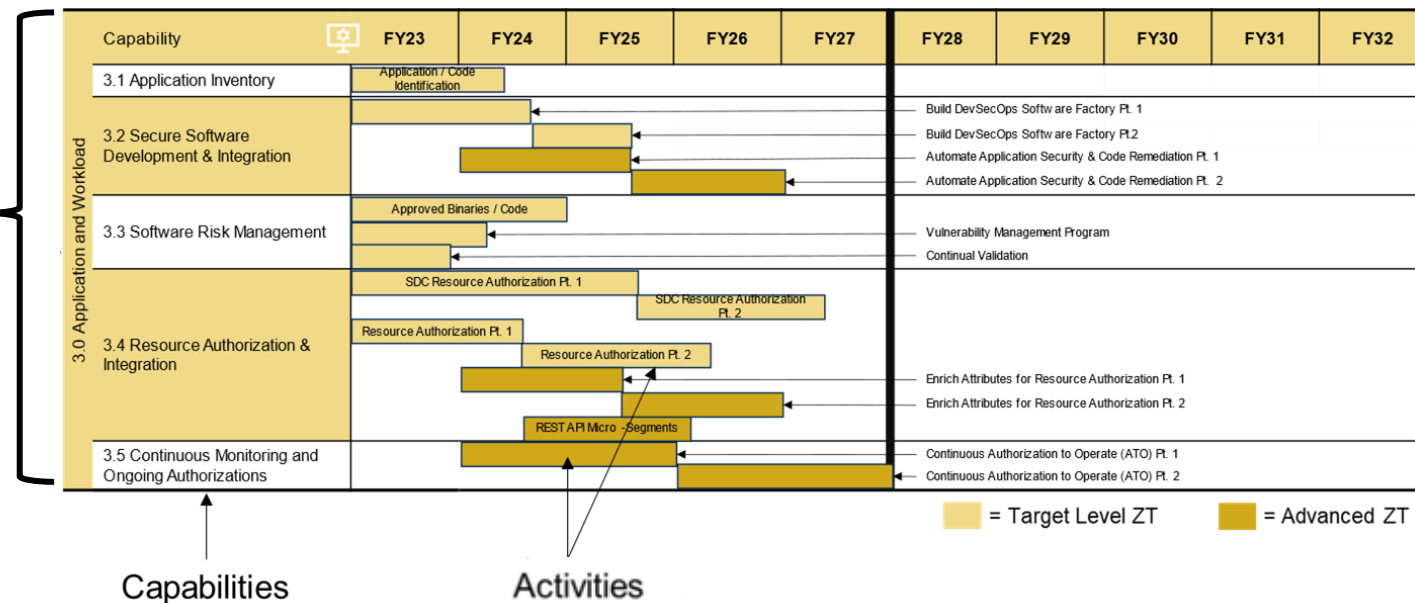 Capability FY23 FY24 FY25 FY26 FY27 FY28 FY29 FY30 FY31 FY32
3.0 Application and Workload
3.1 Application Inventory
Application / Code
Identification
3.2 Secure Software
Development & Integration
Build DevSecOps Software Factory Pt. 1
Build DevSecOps Software Factory Pt.2
Automate Application Security & Code Remediation Pt. 1
Automate Application Security & Code Remediation Pt. 2
3.3 Software Risk Management
Approved Binaries / Code
Vulnerability Management Program
Continual Validation
3.4 Resource Authorization &
Integration
SDC Resource Authorization Pt. 1
SDC Resource Authorization
Pt. 2
Resource Authorization Pt. 1
Resource Authorization Pt. 2
Enrich Attributes for Resource Authorization Pt. 1
Enrich Attributes for Resource Authorization Pt. 2
REST API Micro -Segments
3.5 Continuous Monitoring and
Ongoing Authorizations
Continuous Authorization to Operate (ATO) Pt. 1
Continuous Authorization to Operate (ATO) Pt. 2
= Target Level ZT
= Advanced ZT
Capabilities
Activities